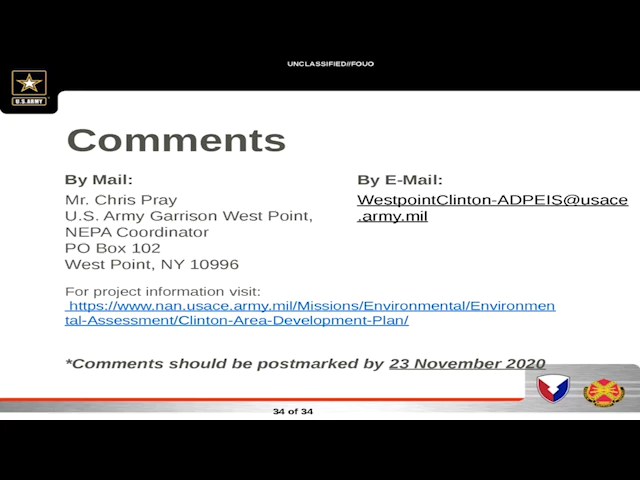 UNCLASSIFIED//FOUO
U.S. ARMY
Comments
By Mail:
Mr. Chris Pray
U.S. Army Garrison West Point,
NEPA Coordinator
PO Box 102
West Point, NY 10996
By E-Mail:
WestpointClinton-ADPEIS@usace
.army.mil
For project information visit:
https://www.nan.usace.army.mil/Missions/Environmental/Environmen
tal-Assessment/Clinton-Area-Development-Plan/
*Comments should be postmarked by 23 November 2020
34 of 34